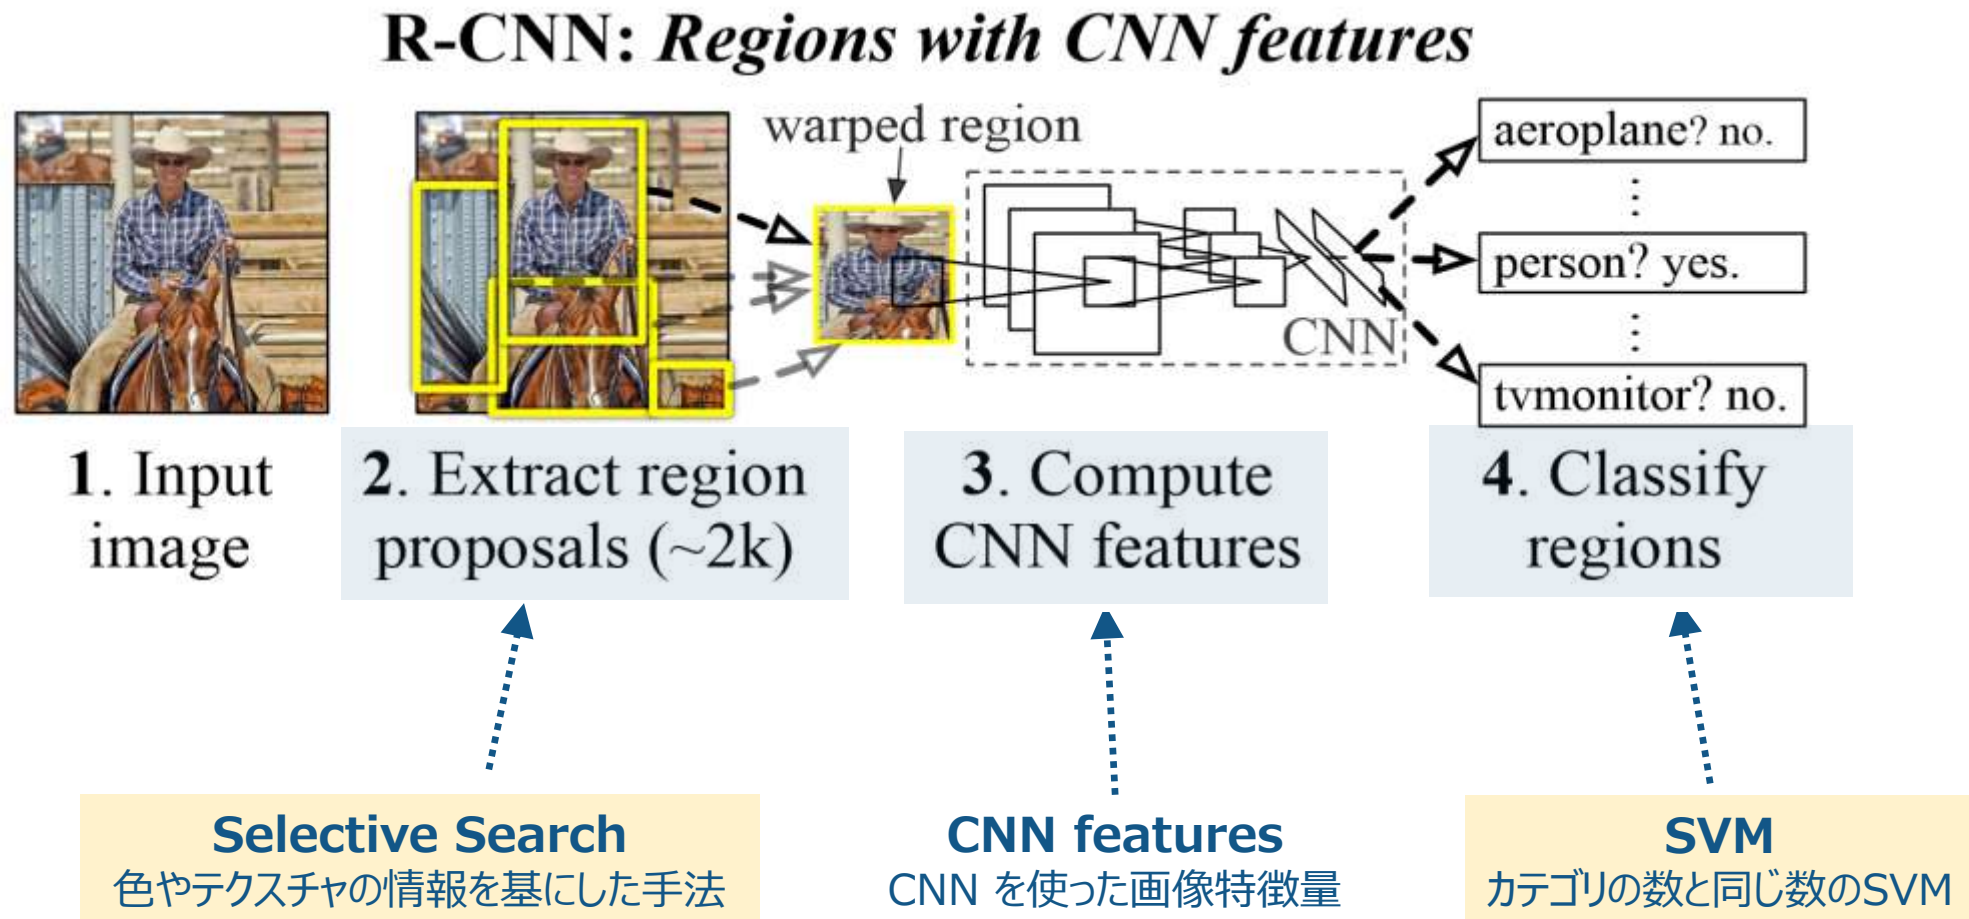 R-CNN: Regions with CNN features
warped region
aeroplane? no.
⋮
person? yes.
⋮
tvmonitor? no.
CNN
1. Input
image
2. Extract region
proposals (~2k)
3. Compute
CNN features
4. Classify
regions
Selective Search
色やテクスチャの情報を基にした手法
CNN features
CNN を使った画像特徴量
SVM
カテゴリの数と同じ数のSVM